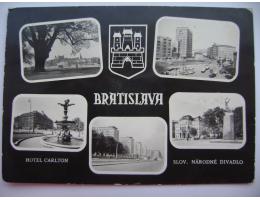 BRATISLAVA
HOTEL CARLTON
SLOV. NÁRODNÉ DIVADLO